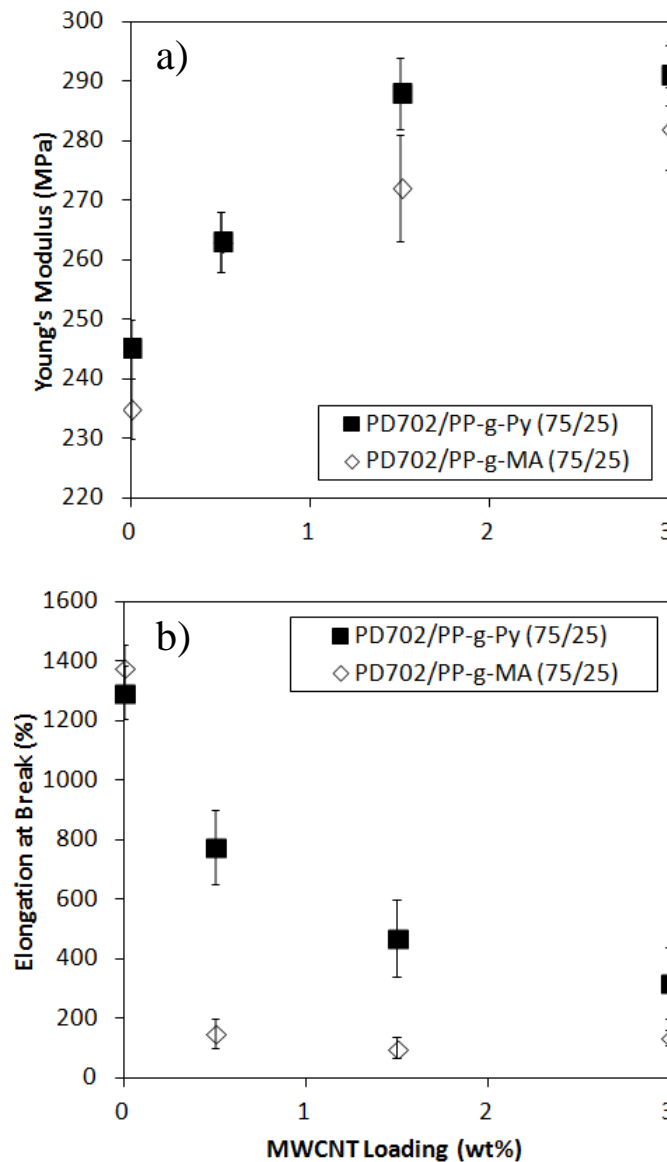 a)
Young's Modulus (MPa)
300
290
280
270
260
250
240
230
220
PD702/PP-g-Py (75/25)
PD702/PP-g-MA (75/25)
0 1 2 3
b)
Elongation at Break (%)
1600
1400
1200
1000
800
600
400
200
0
PD702/PP-g-Py (75/25)
PD702/PP-g-MA (75/25)
0 1 2 3
MWCNT Loading (wt%)